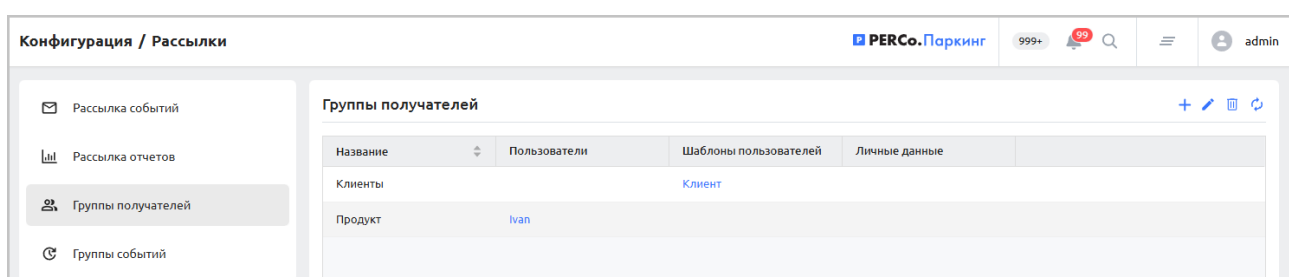 Конфигурация / Рассылки
P PERCo.Паркинг
999+
99
admin
Рассылка событий
Рассылка отчетов
Группы получателей
Группы событий
Группы получателей
Название Пользователи Шаблоны пользователей Личные данные
Клиенты Клиент
Продукт Ivan